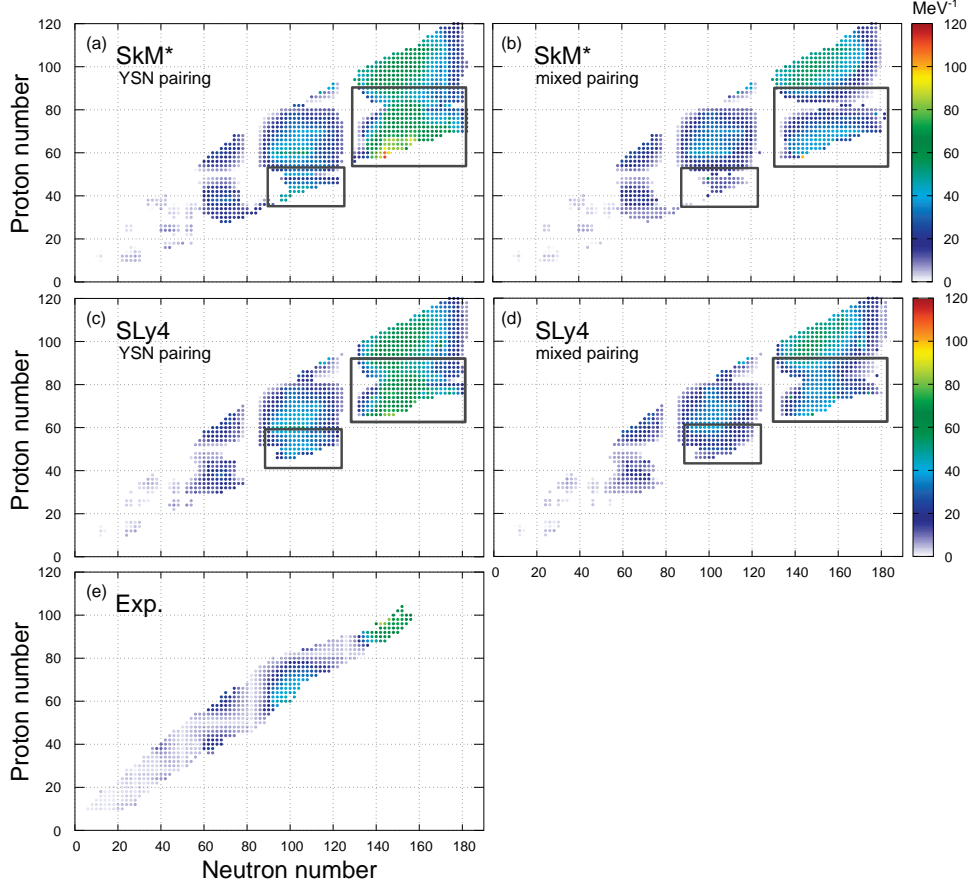 MeV-1
Proton number
120
100
80
60
40
20
0
(a)
SkM*
YSN pairing
(b)
SkM*
mixed pairing
120
100
80
60
40
20
0
Proton number
120
100
80
60
40
20
0
(c)
SLy4
YSN pairing
(d)
SLy4
mixed pairing
120
100
80
60
40
20
0
0 20 40 60 80 100 120 140 160 180
Proton number
120
100
80
60
40
20
0
(e)
Exp.
0 20 40 60 80 100 120 140 160 180
Neutron number